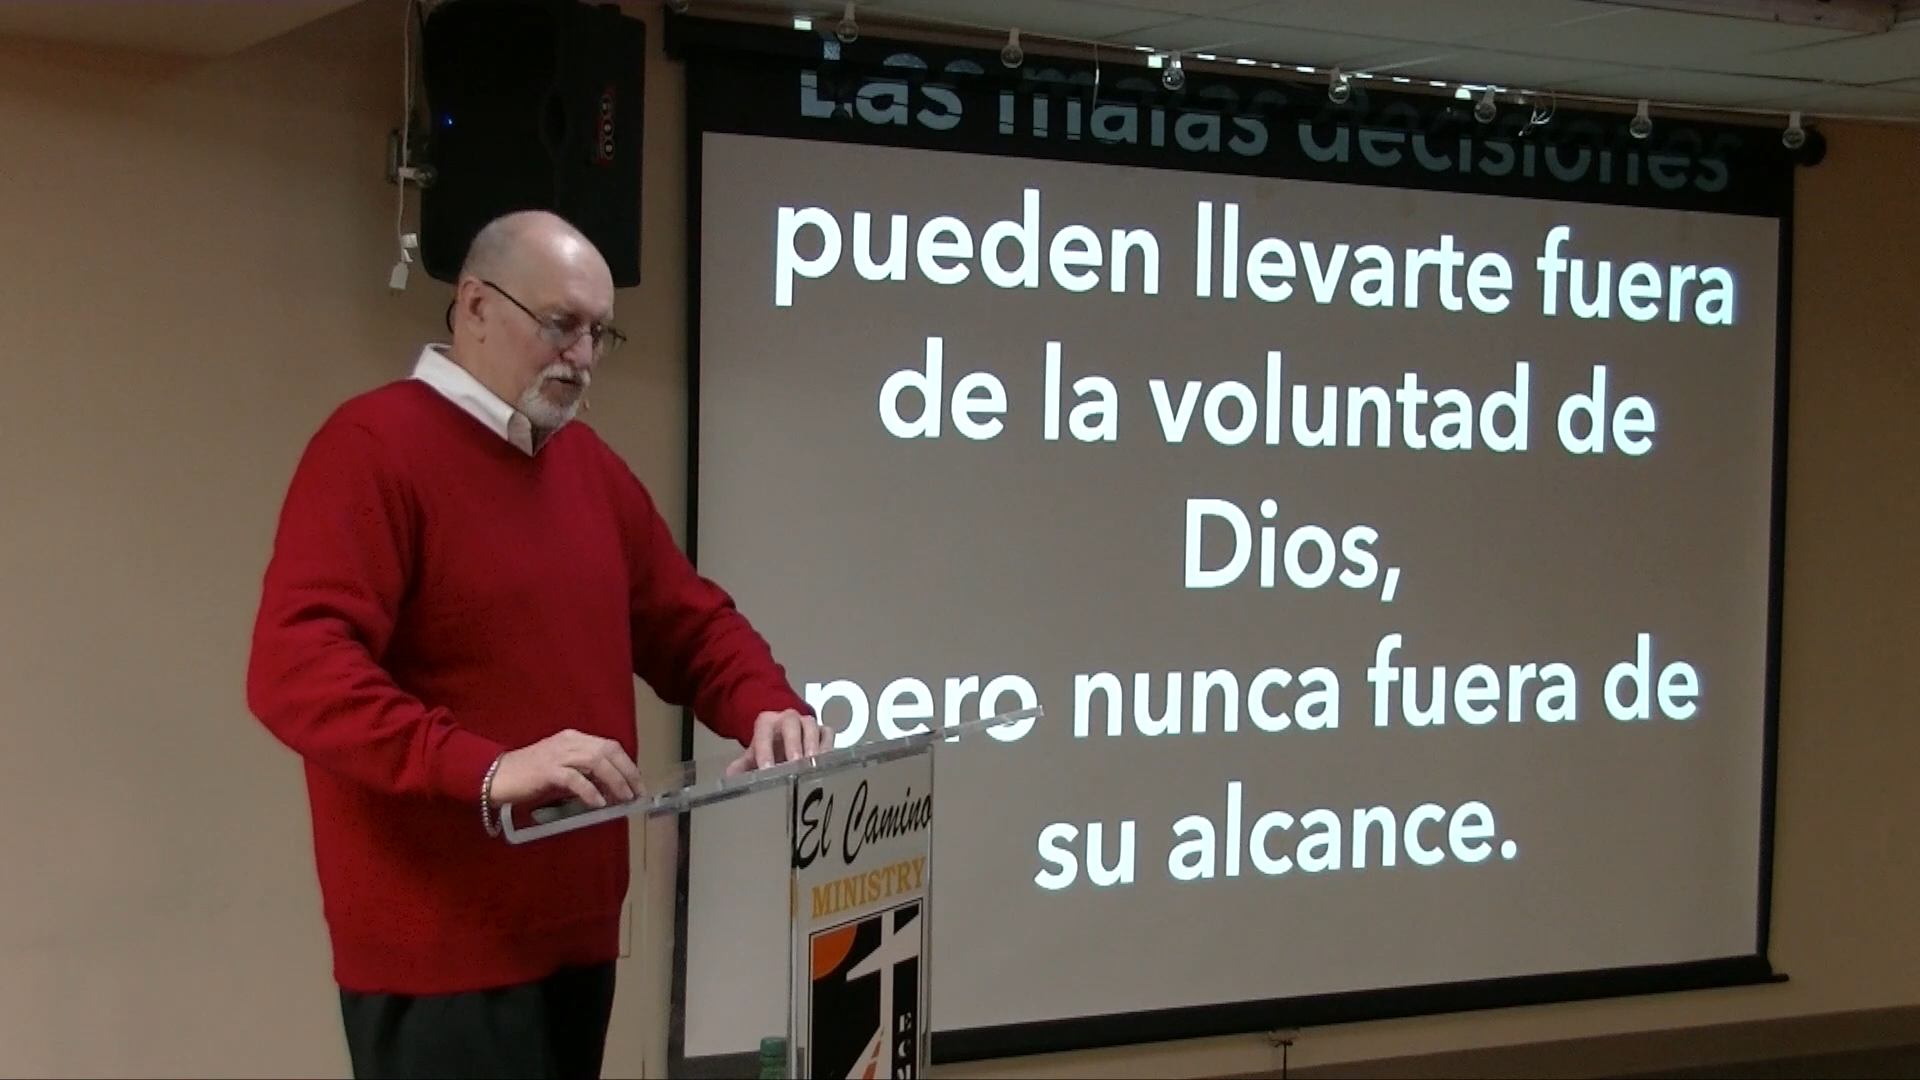 Las malas decisiones
pueden llevarte fuera
de la voluntad de
Dios,
pero nunca fuera de
su alcance.
El Camino
MINISTRY
ECM